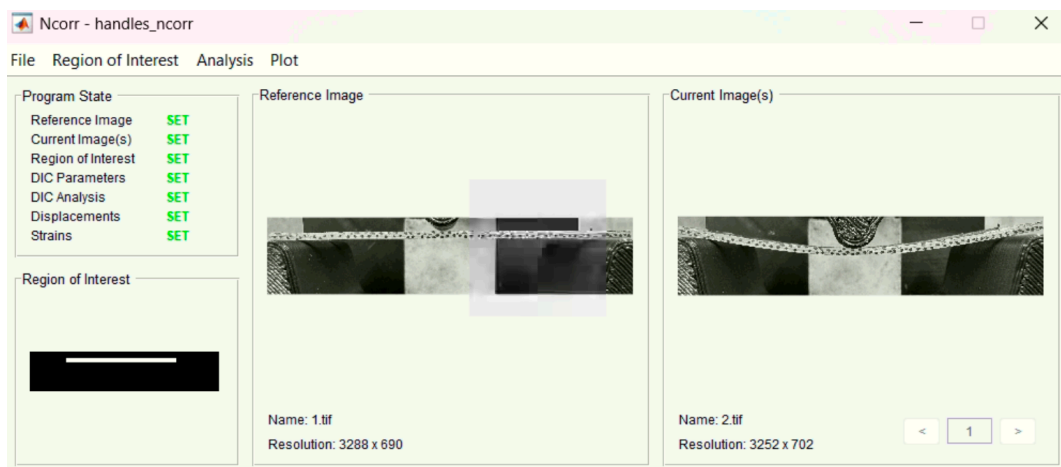 Ncorr - handles_ncorr
File Region of Interest Analysis Plot
Program State
Reference Image SET
Current Image(s) SET
Region of Interest SET
DIC Parameters SET
DIC Analysis SET
Displacements SET
Strains SET
Region of Interest
Reference Image
Name: 1.tif
Resolution: 3288 x 690
Current Image(s)
Name: 2.tif
Resolution: 3252 x 702
< 1 >